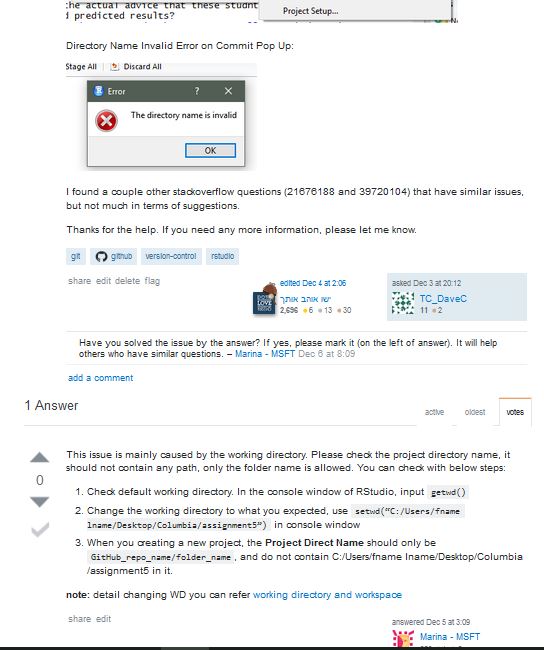 the actual advice that these studnt
d predicted results?
Project Setup...
Directory Name Invalid Error on Commit Pop Up:
Stage All Discard All
Error ? X
The directory name is invalid
OK
I found a couple other stackoverflow questions (21676188 and 39720104) that have similar issues,
but not much in terms of suggestions.
Thanks for the help. If you need any more information, please let me know.
git github version-control rstudio
share edit delete flag
edited Dec 4 at 2:06
ישו אוהב אותך
2,696 6 13 30
asked Dec 3 at 20:12
TC_DaveC
11 2
Have you solved the issue by the answer? If yes, please mark it (on the left of answer). It will help
others who have similar questions. – Marina - MSFT Dec 6 at 8:09
add a comment
1 Answer
active oldest votes
0
This issue is mainly caused by the working directory. Please check the project directory name, it
should not contain any path, only the folder name is allowed. You can check with below steps:
1. Check default working directory. In the console window of RStudio, input getwd()
2. Change the working directory to what you expected, use setwd("C:/Users/fname
lname/Desktop/Columbia/assignment5") in console window
3. When you creating a new project, the Project Direct Name should only be
GitHub_repo_name/folder_name, and do not contain C:/Users/fname lname/Desktop/Columbia
/assignment5 in it.
note: detail changing WD you can refer working directory and workspace
share edit
answered Dec 5 at 3:09
Marina - MSFT